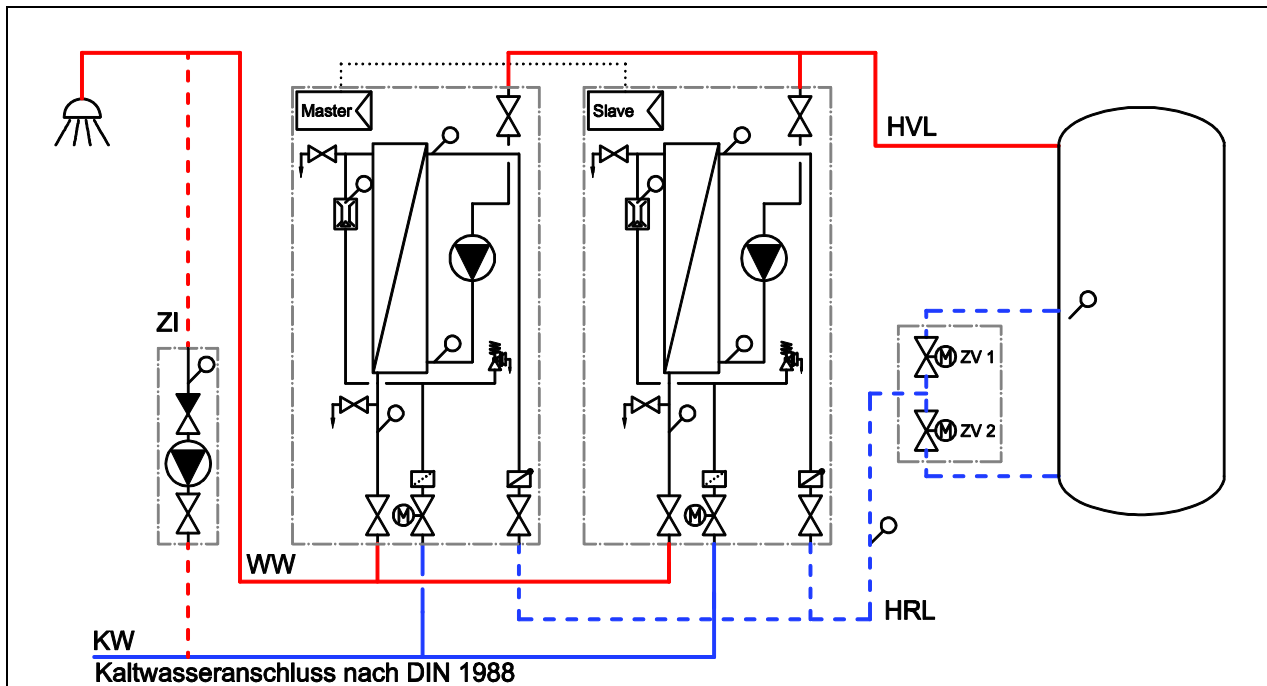 Master
Slave
HVL
ZI
M ZV 1
M ZV 2
M
M
WW
HRL
KW
Kaltwasseranschluss nach DIN 1988